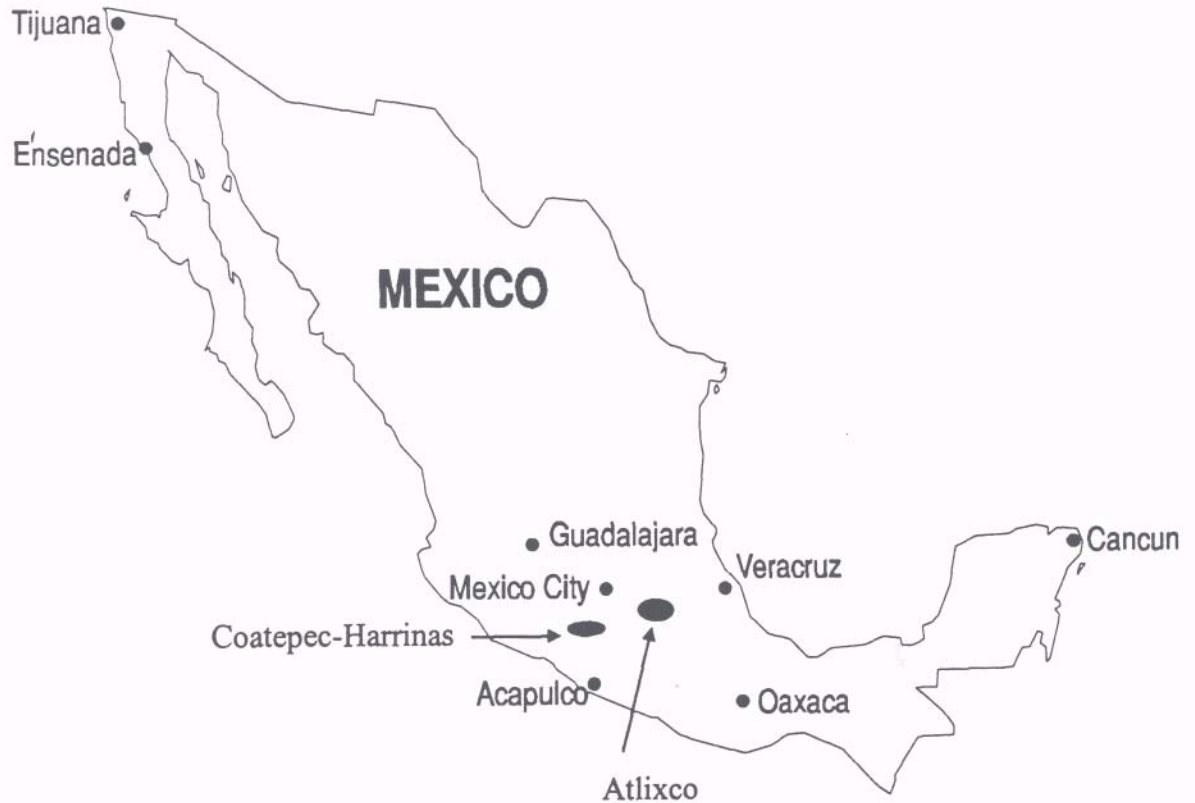 Tijuana
Ensenada
MEXICO
Guadalajara
Mexico City
Veracruz
Cancun
Coatepec-Harrinas
Acapulco
Oaxaca
Atlixco